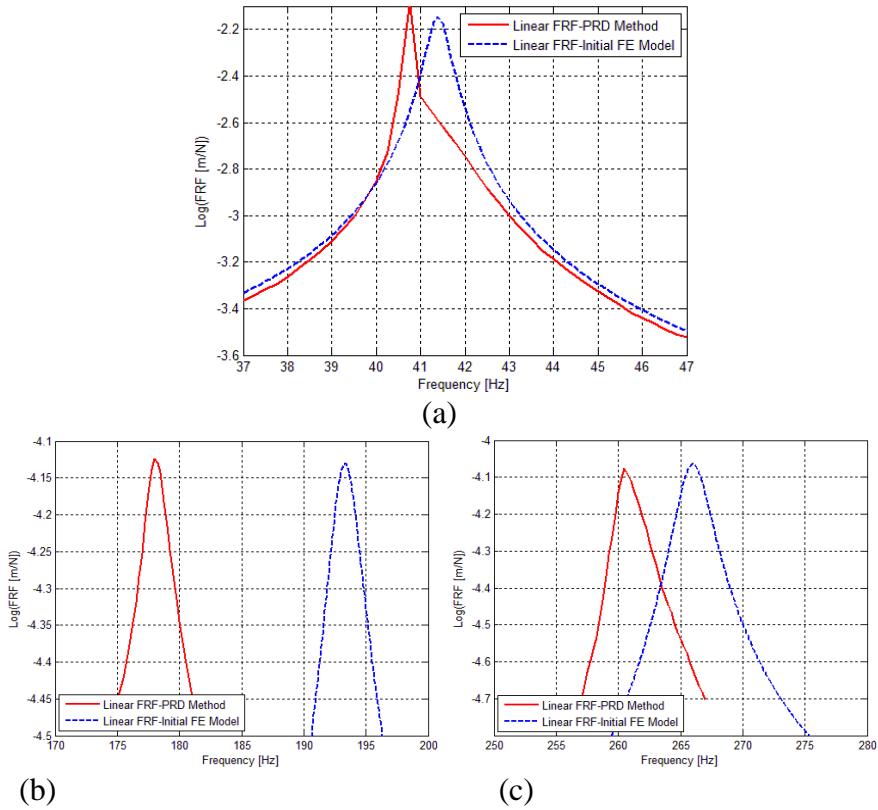 Linear FRF-PRD Method
Linear FRF-Initial FE Model
-2.2
-2.4
-2.6
-2.8
-3
-3.2
-3.4
-3.6
Log(FRF [m/N])
37 38 39 40 41 42 43 44 45 46 47
Frequency [Hz]
(a)
-4.1
-4.15
-4.2
-4.25
-4.3
-4.35
-4.4
-4.45
-4.5
Log(FRF [m/N])
Linear FRF-PRD Method
Linear FRF-Initial FE Model
170 175 180 185 190 195 200
Frequency [Hz]
(b)
-4
-4.1
-4.2
-4.3
-4.4
-4.5
-4.6
-4.7
Log(FRF [m/N])
Linear FRF-PRD Method
Linear FRF-Initial FE Model
250 255 260 265 270 275 280
Frequency [Hz]
(c)